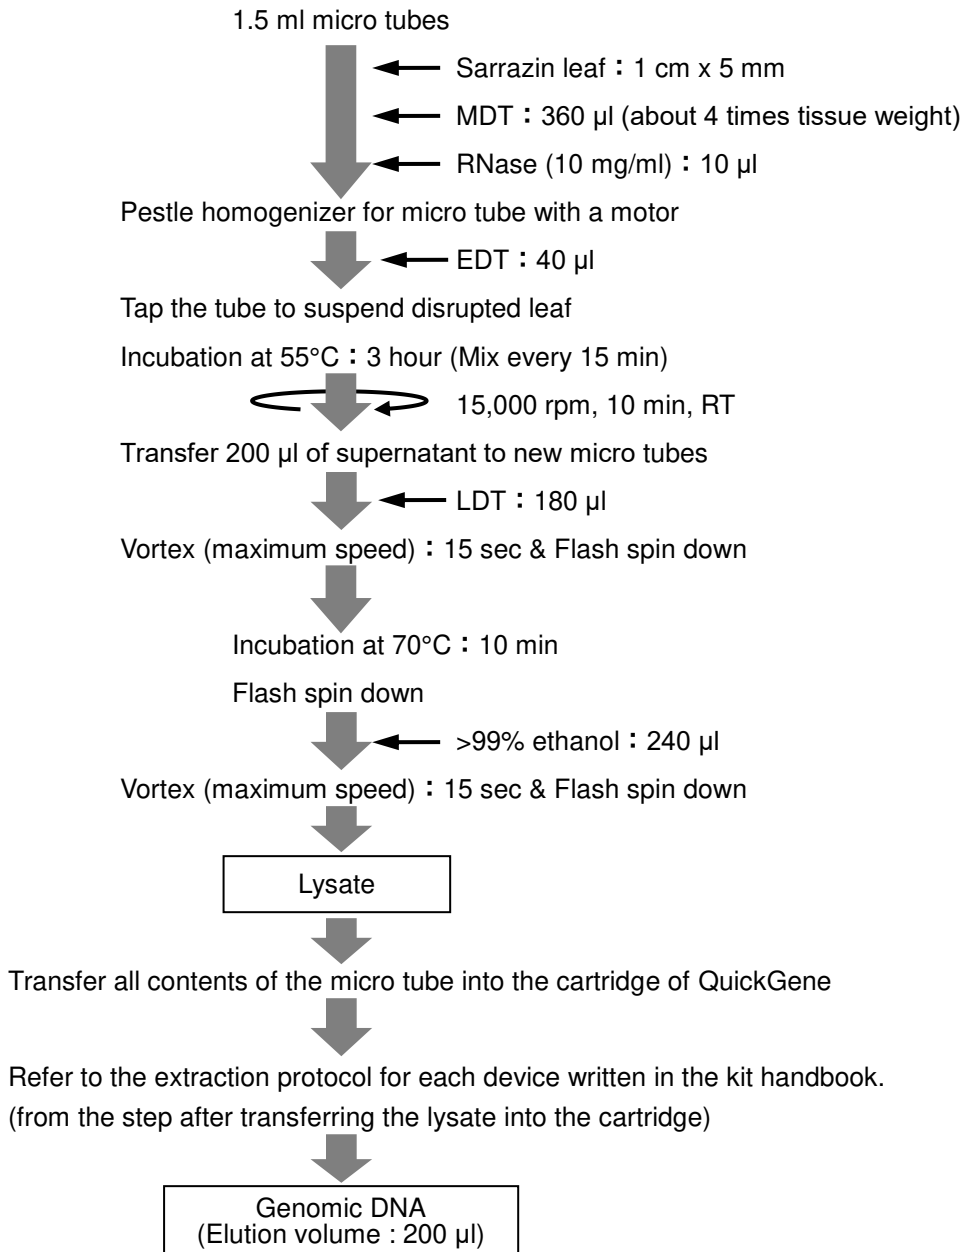 1.5 ml micro tubes
Sarrazin leaf：1 cm x 5 mm
MDT：360 µl (about 4 times tissue weight)
RNase (10 mg/ml)：10 µl
Pestle homogenizer for micro tube with a motor
EDT：40 µl
Tap the tube to suspend disrupted leaf
Incubation at 55°C：3 hour (Mix every 15 min)
15,000 rpm, 10 min, RT
Transfer 200 µl of supernatant to new micro tubes
LDT：180 µl
Vortex (maximum speed)：15 sec & Flash spin down
Incubation at 70°C：10 min
Flash spin down
>99% ethanol：240 µl
Vortex (maximum speed)：15 sec & Flash spin down
Lysate
Transfer all contents of the micro tube into the cartridge of QuickGene
Refer to the extraction protocol for each device written in the kit handbook.
(from the step after transferring the lysate into the cartridge)
Genomic DNA
(Elution volume : 200 µl)